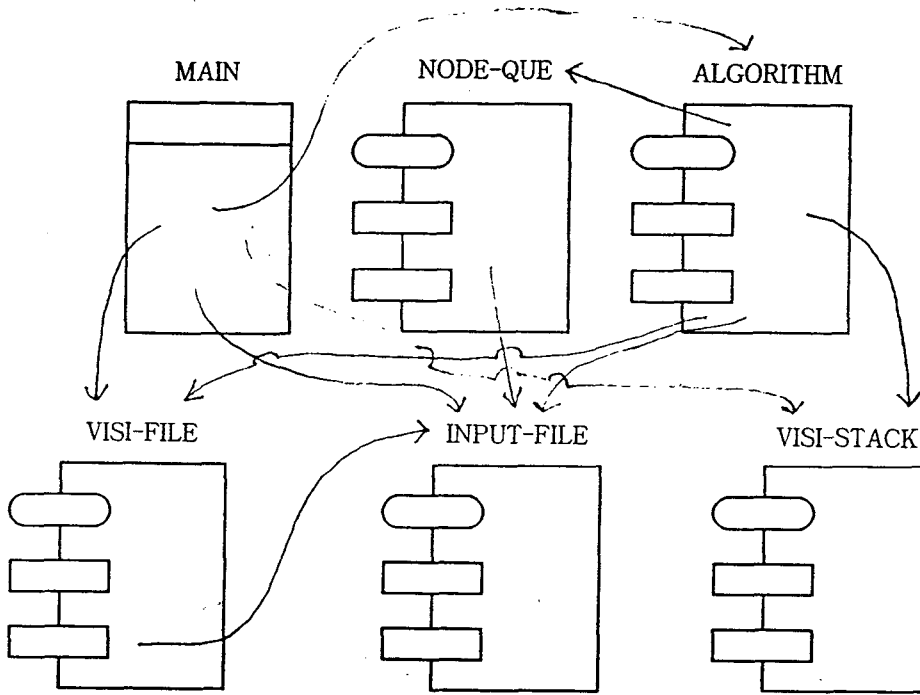 MAIN
NODE-QUE
ALGORITHM
VISI-FILE
INPUT-FILE
VISI-STACK